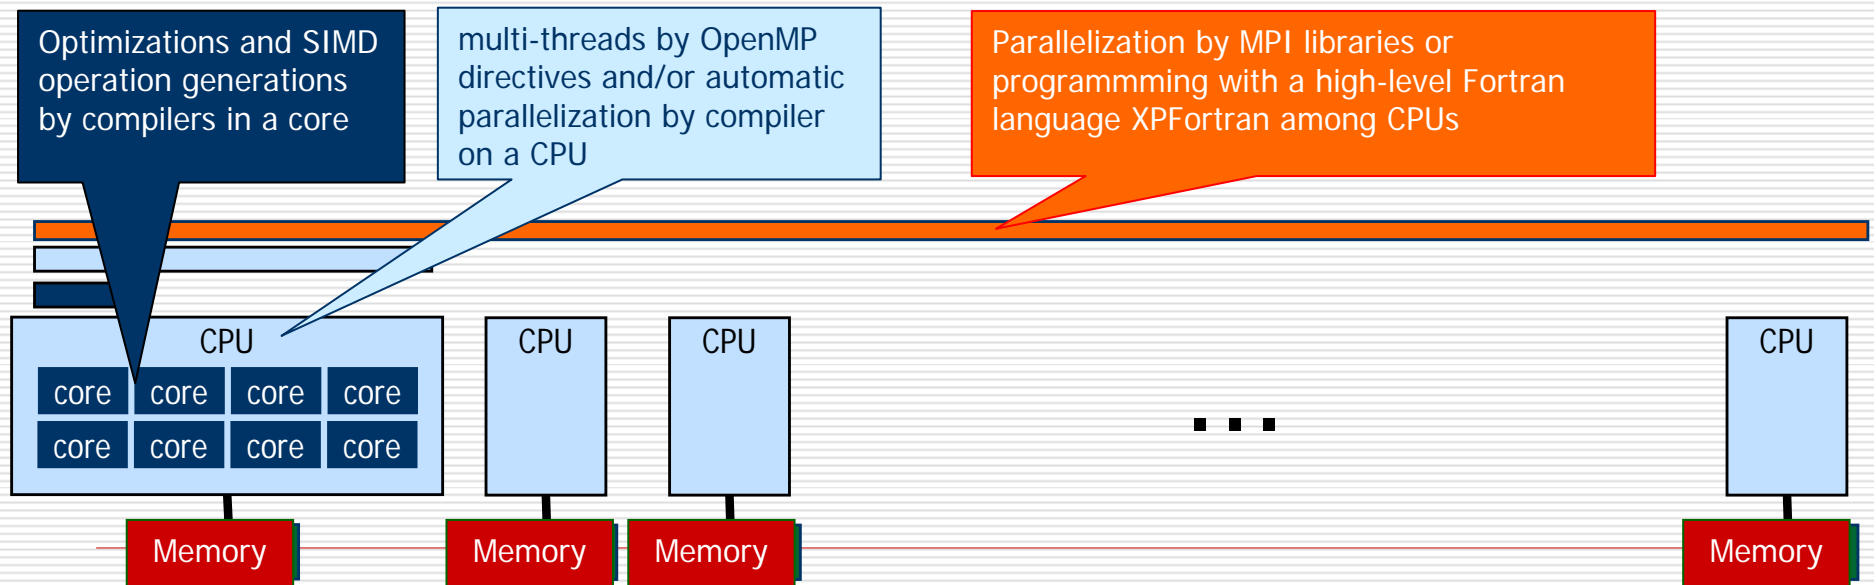 Optimizations and SIMD
operation generations
by compilers in a core
multi-threads by OpenMP
directives and/or automatic
parallelization by compiler
on a CPU
Parallelization by MPI libraries or
programmming with a high-level Fortran
language XPFortran among CPUs
CPU
CPU
CPU
CPU
core core core core
core core core core
...
Memory
Memory
Memory
Memory